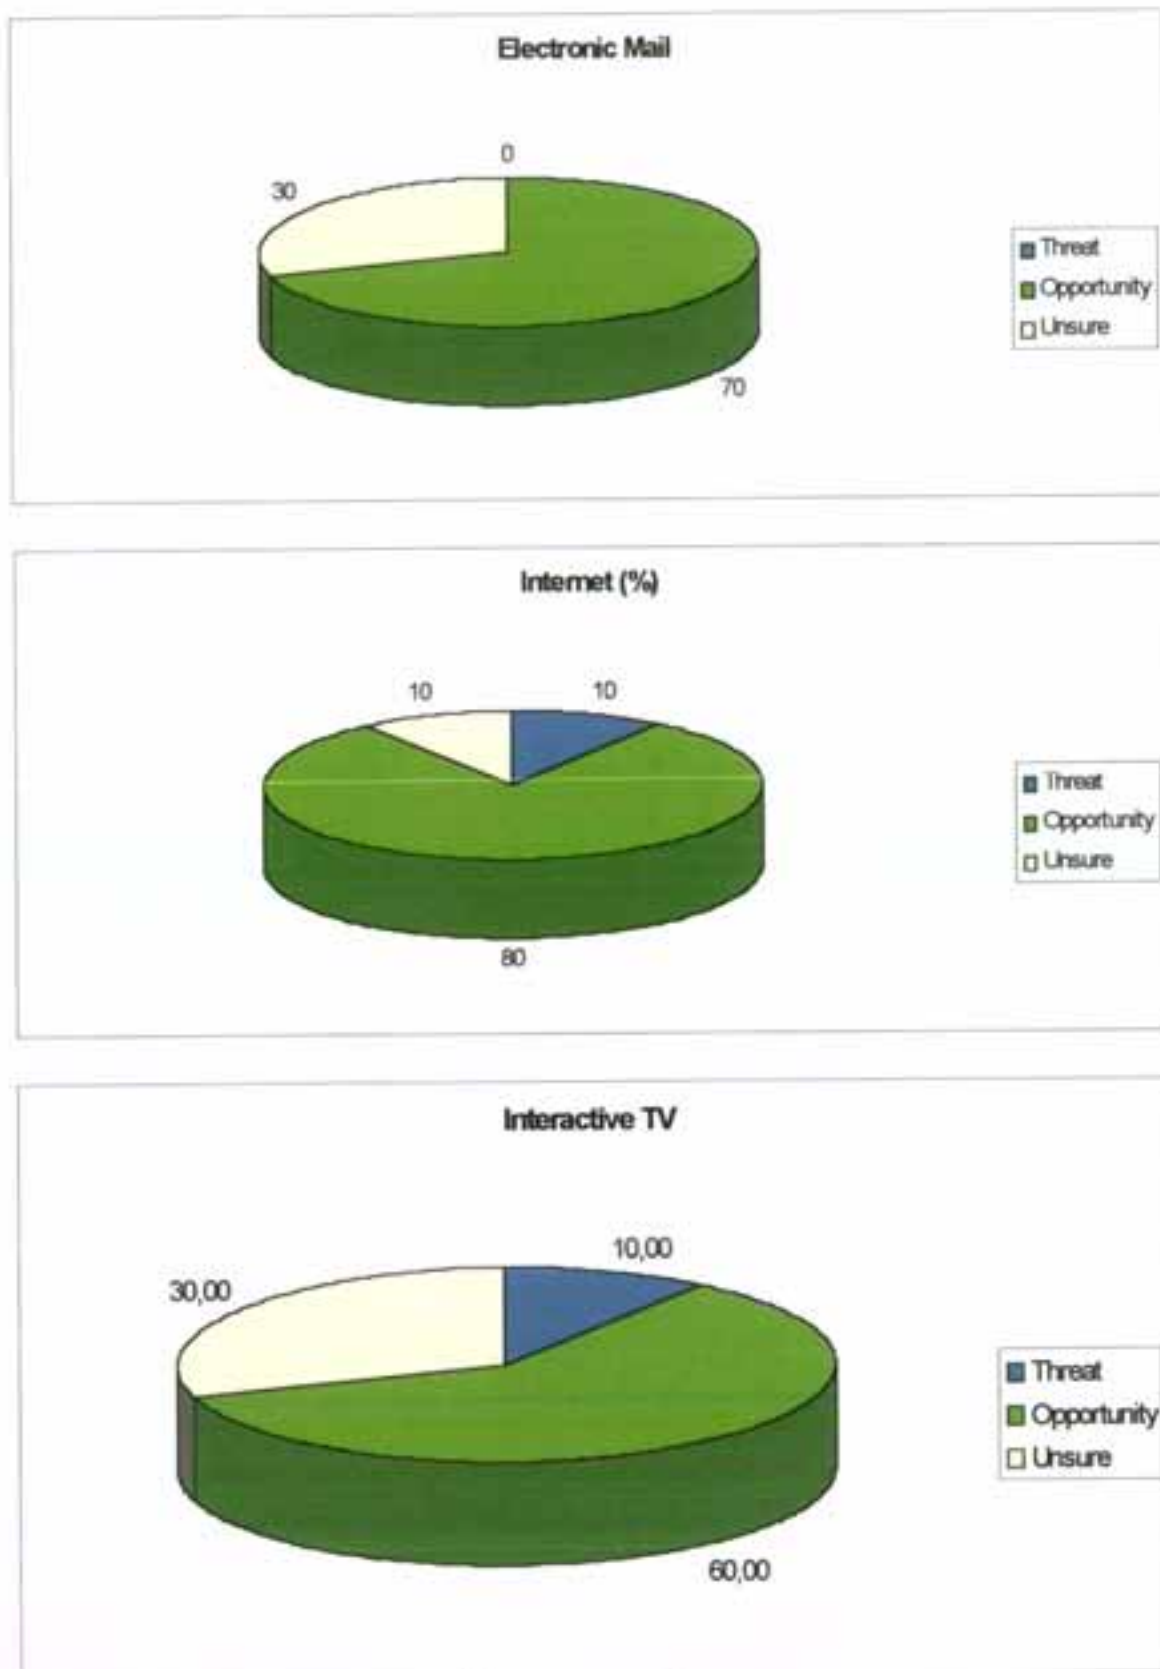 Electronic Mail
0
30
Threat
Opportunity
Unsure
70
Internet (%)
10
10
Threat
Opportunity
Unsure
80
Interactive TV
10,00
30,00
Threat
Opportunity
Unsure
60,00